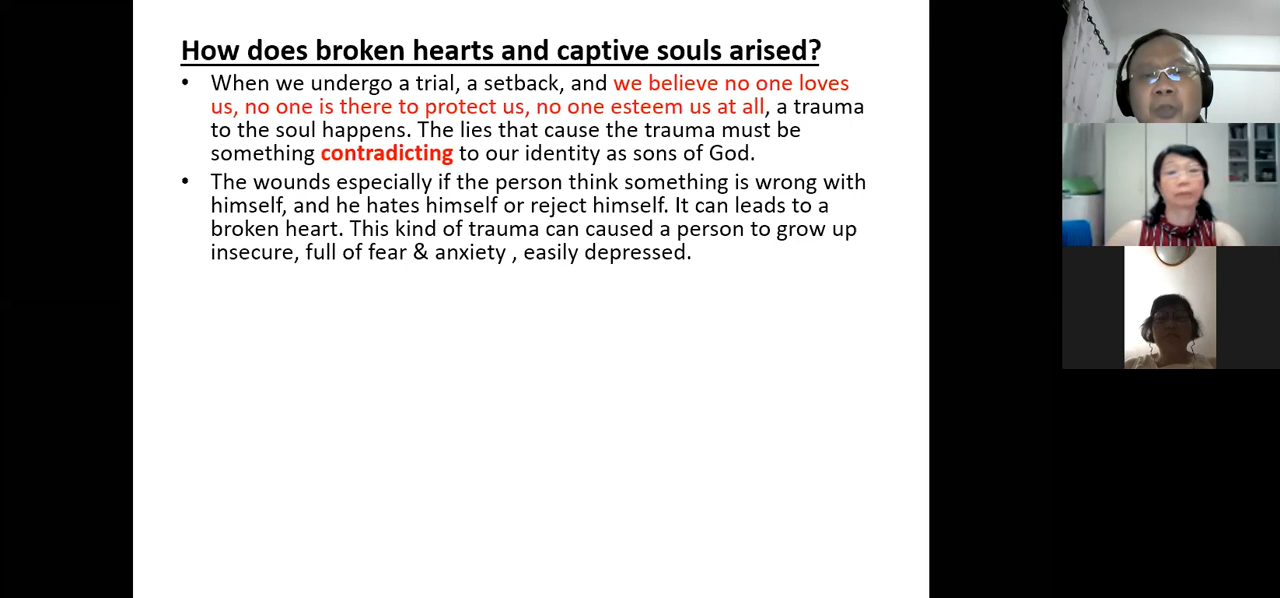 How does broken hearts and captive souls arised?
• When we undergo a trial, a setback, and we believe no one loves
us, no one is there to protect us, no one esteem us at all, a trauma
to the soul happens. The lies that cause the trauma must be
something contradicting to our identity as sons of God.
• The wounds especially if the person think something is wrong with
himself, and he hates himself or reject himself. It can leads to a
broken heart. This kind of trauma can caused a person to grow up
insecure, full of fear & anxiety , easily depressed.